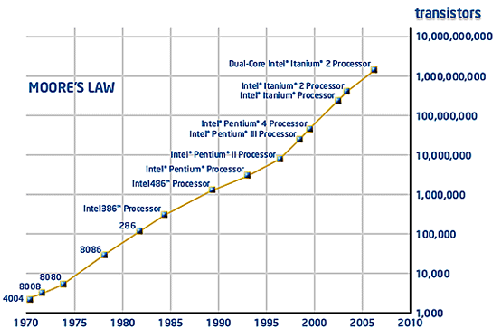 transistors
10,000,000,000
Dual-Core Intel® Itanium® 2 Processor
1,000,000,000
MOORE'S LAW
Intel® Itanium® 2 Processor
Intel® Itanium® Processor
100,000,000
Intel® Pentium® 4 Processor
Intel® Pentium® III Processor
Intel® Pentium® II Processor
10,000,000
Intel® Pentium® Processor
Intel486™ Processor
1,000,000
Intel386™ Processor
286
100,000
8086
8080
10,000
8008
4004
1,000
1970 1975 1980 1985 1990 1995 2000 2005 2010